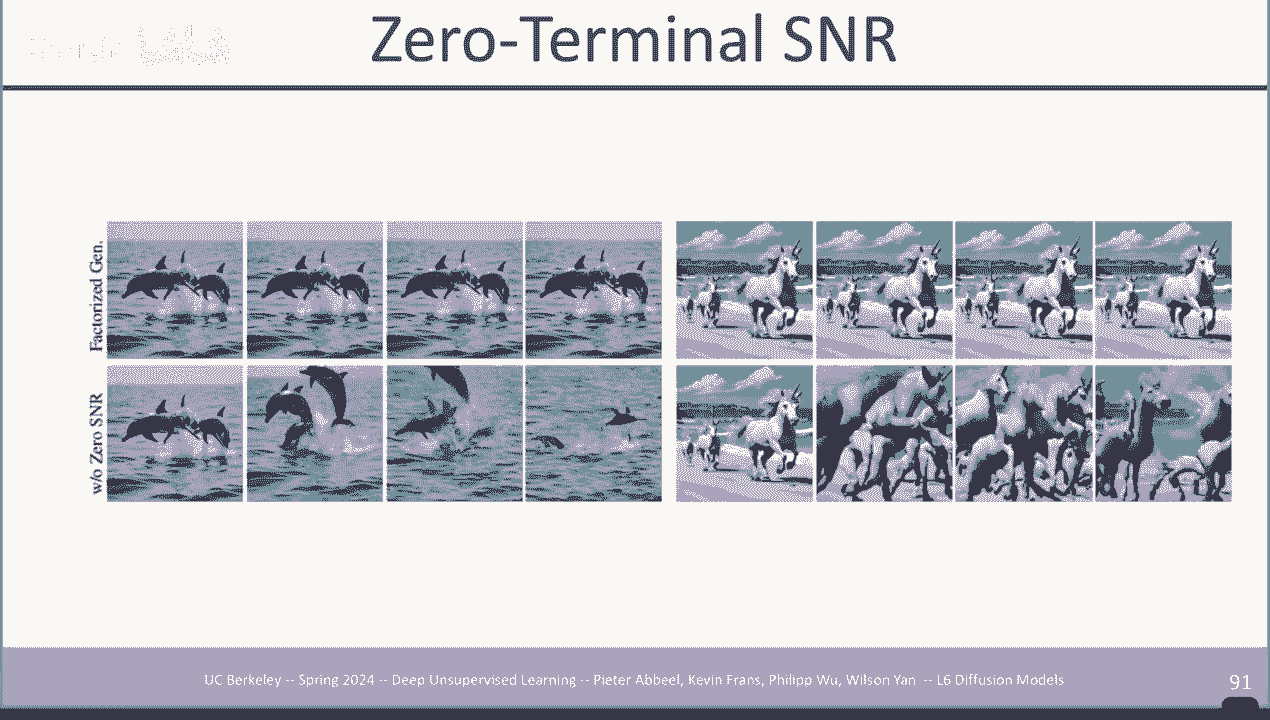 Zero-Terminal SNR
Factorized Gen.
w/o Zero SNR
UC Berkeley -- Spring 2024 -- Deep Unsupervised Learning -- Pieter Abbeel, Kevin Frans, Philipp Wu, Wilson Yan -- L6 Diffusion Models
91